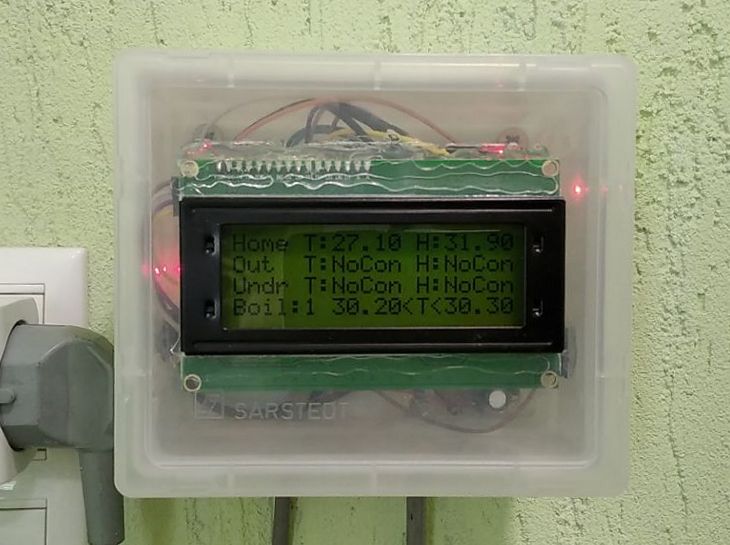 Home T:27.10 H:31.90
Out T:NoCon H:NoCon
Undr T:NoCon H:NoCon
Boil:1 30.20<T<30.30
SARSTEDT